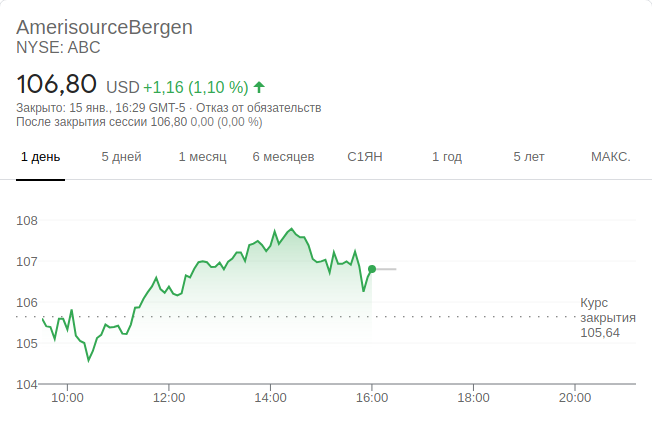 AmerisourceBergen
NYSE: ABC
106,80 USD +1,16 (1,10 %) ↑
Закрыто: 15 янв., 16:29 GMT-5 · Отказ от обязательств
После закрытия сессии 106,80 0,00 (0,00 %)
1 день 5 дней 1 месяц 6 месяцев С1ЯН 1 год 5 лет МАКС.
108
107
106
Курс
закрытия
105,64
105
104
10:00 12:00 14:00 16:00 18:00 20:00